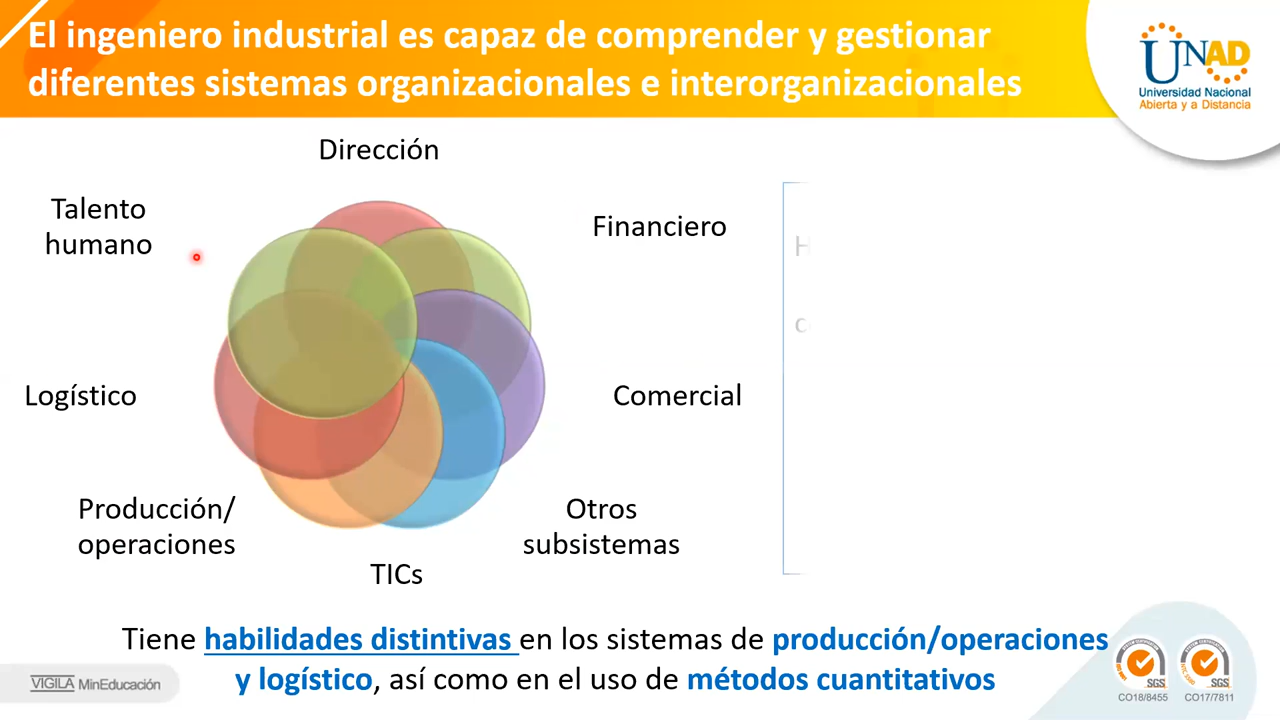 El ingeniero industrial es capaz de comprender y gestionar
diferentes sistemas organizacionales e interorganizacionales
UNAD
Universidad Nacional
Abierta y a Distancia
Dirección
Talento
humano
Financiero
Logístico
Comercial
Producción/
operaciones
Otros
subsistemas
TICs
Tiene habilidades distintivas en los sistemas de producción/operaciones
y logístico, así como en el uso de métodos cuantitativos
VIGILA MinEducación
SGS
SGS
CO18/8455
CO17/7811